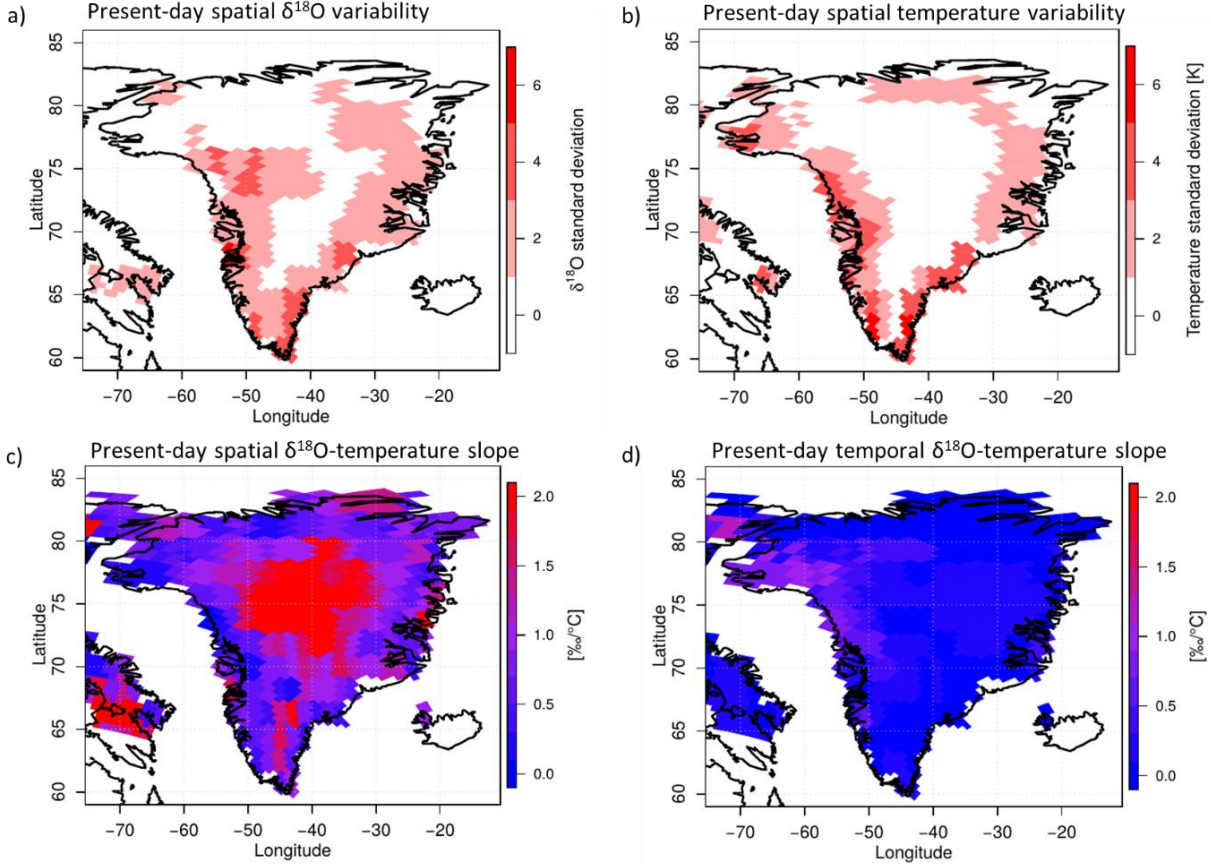 a) Present-day spatial δ¹⁸O variability
85
80
75
70
65
60
Latitude
−70 −60 −50 −40 −30 −20
Longitude
6
4
2
0
δ¹⁸O standard deviation
b) Present-day spatial temperature variability
85
80
75
70
65
60
Latitude
−70 −60 −50 −40 −30 −20
Longitude
6
4
2
0
Temperature standard deviation [K]
c) Present-day spatial δ¹⁸O-temperature slope
85
80
75
70
65
60
Latitude
−70 −60 −50 −40 −30 −20
Longitude
2.0
1.5
1.0
0.5
0.0
[‰/°C]
d) Present-day temporal δ¹⁸O-temperature slope
85
80
75
70
65
60
Latitude
−70 −60 −50 −40 −30 −20
Longitude
2.0
1.5
1.0
0.5
0.0
[‰/°C]